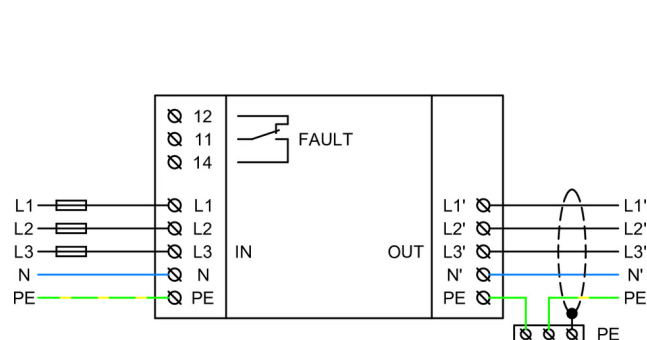 12
11 FAULT
14
L1 L1 L1' L1'
L2 L2 L2' L2'
L3 L3 IN OUT L3' L3'
N N N' N'
PE PE PE PE
PE